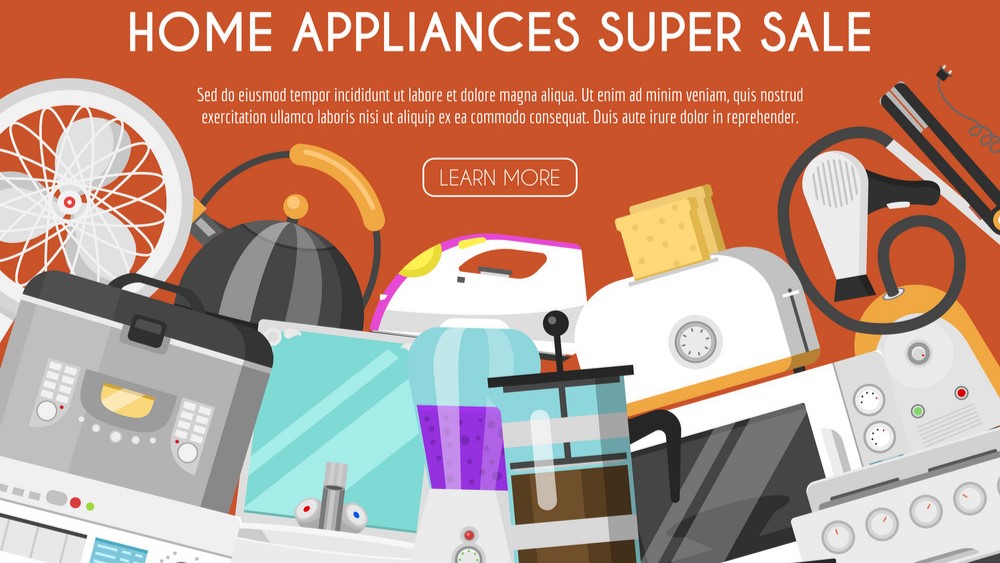 HOME APPLIANCES SUPER SALE
Sed do eiusmod tempor incididunt ut labore et dolore magna aliqua. Ut enim ad minim veniam, quis nostrud
exercitation ullamco laboris nisi ut aliquip ex ea commodo consequat. Duis aute irure dolor in reprehender.
LEARN MORE